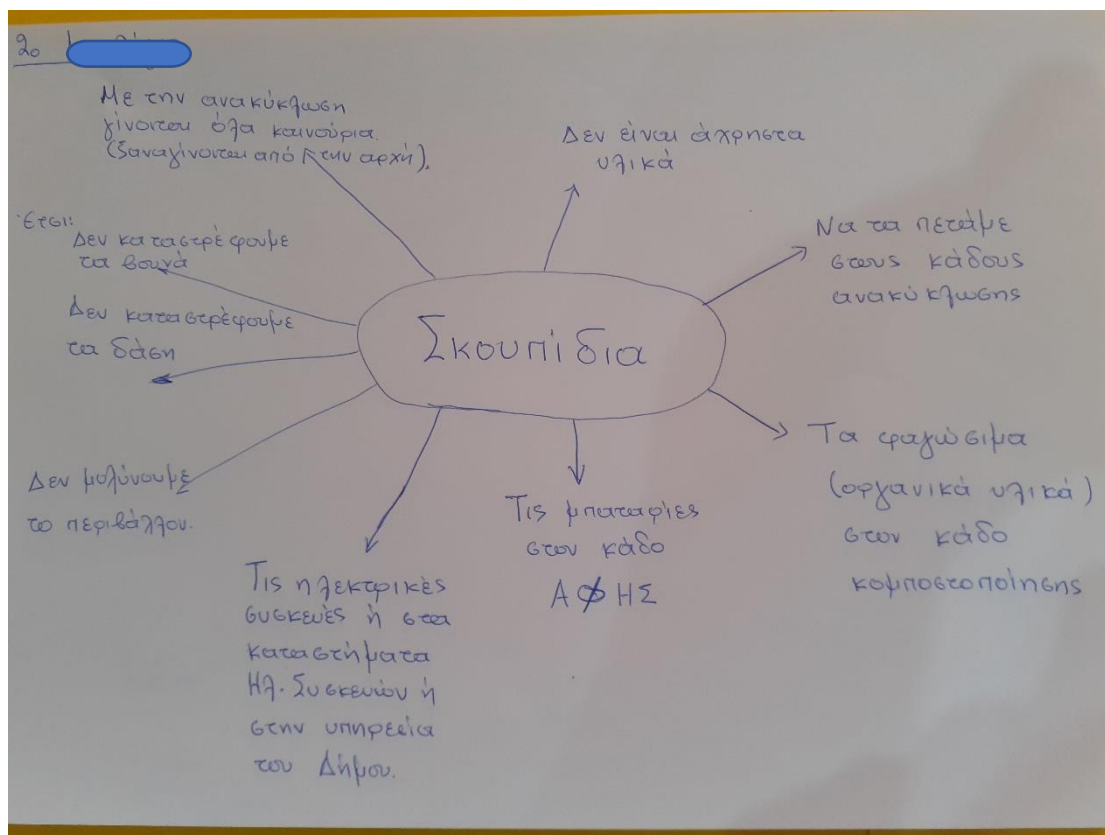 2ο
Με την ανακύκλωση
γίνονται όλα καινούρια.
(ξαναγίνονται από την αρχή).
Δεν είναι άχρηστα
υλικά
Να τα πετάμε
στους κάδους
ανακύκλωσης
Έτσι:
Δεν καταστρέφουμε
τα βουνά
Δεν καταστρέφουμε
τα δάση
Σκουπίδια
Δεν μολύνουμε
το περιβάλλον.
Τις ηλεκτρικές
συσκευές ή στα
καταστήματα
Ηλ. Συσκευών ή
στην υπηρεσία
του Δήμου.
Τις μπαταρίες
στον κάδο
ΑΦΗΣ
Τα φαγώσιμα
(οργανικά υλικά)
στον κάδο
κομποστοποίησης